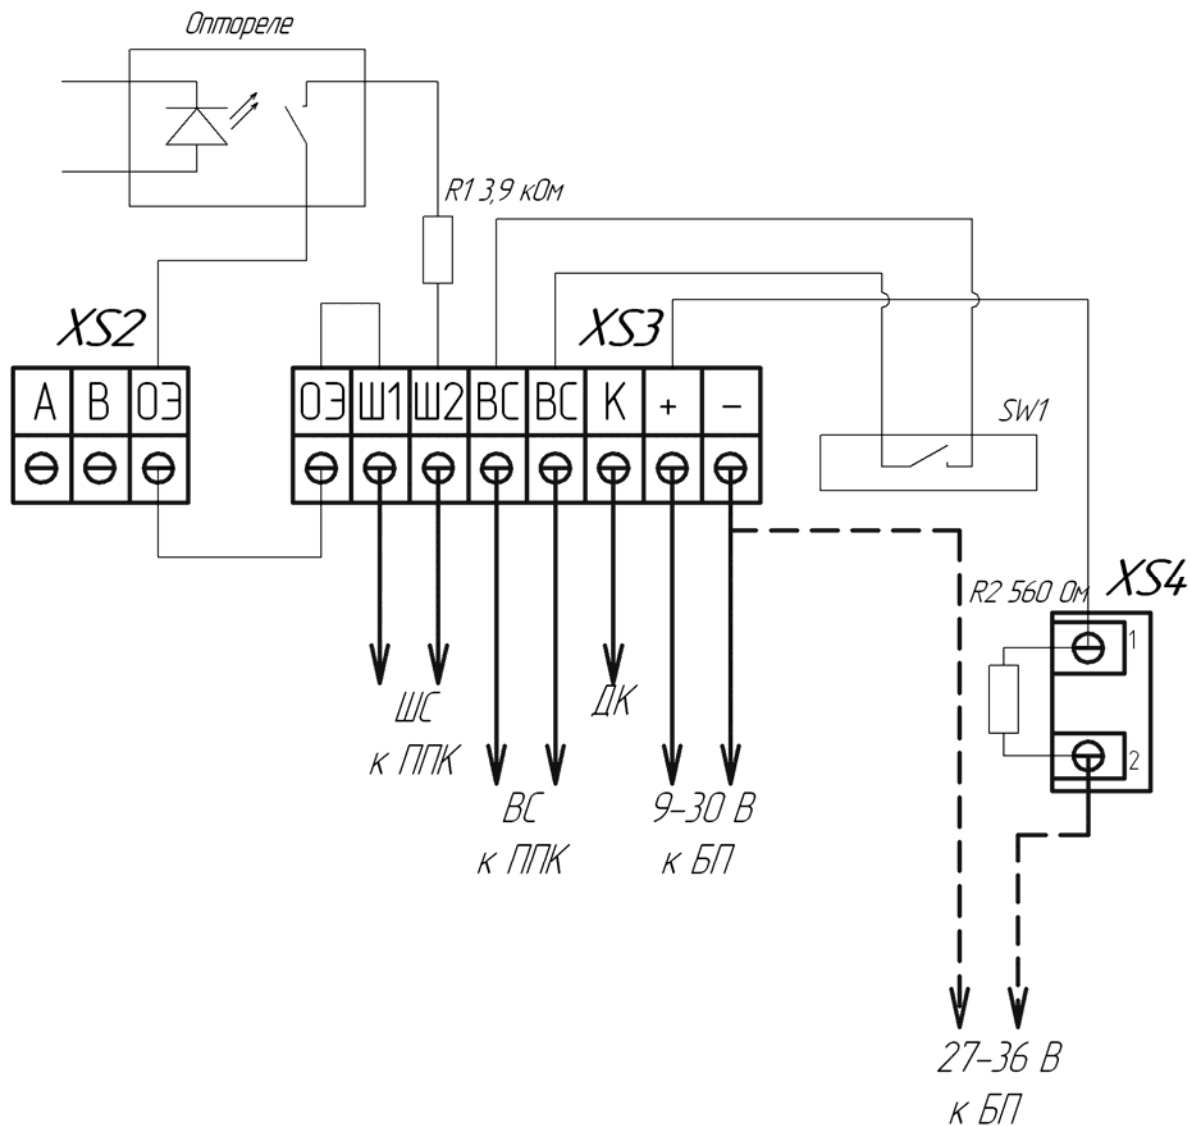 Оптореле
R1 3,9 кОм
XS2
XS3
A B ОЭ
ОЭ Ш1 Ш2 ВС ВС К + -
SW1
R2 560 Ом
XS4
1
2
ШС
к ППК
ДК
ВС
к ППК
9-30 В
к БП
27-36 В
к БП